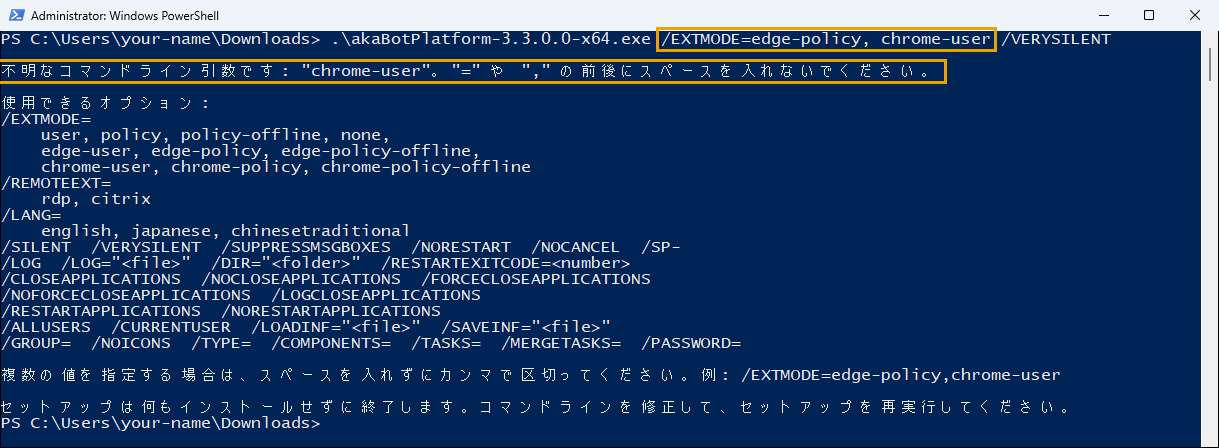 Administrator: Windows PowerShell
PS C:\Users\your-name\Downloads> .\akaBotPlatform-3.3.0.0-x64.exe /EXTMODE=edge-policy, chrome-user /VERYSILENT
不明なコマンドライン引数です: "chrome-user"。"=" や "," の前後にスペースを入れないでください。
使用できるオプション:
/EXTMODE=
user, policy, policy-offline, none,
edge-user, edge-policy, edge-policy-offline,
chrome-user, chrome-policy, chrome-policy-offline
/REMOTEEXT=
rdp, citrix
/LANG=
english, japanese, chinesetraditional
/SILENT /VERYSILENT /SUPPRESSMSGBOXES /NORESTART /NOCANCEL /SP-
/LOG /LOG="<file>" /DIR="<folder>" /RESTARTEXITCODE=<number>
/CLOSEAPPLICATIONS /NOCLOSEAPPLICATIONS /FORCECLOSEAPPLICATIONS
/NOFORCECLOSEAPPLICATIONS /LOGCLOSEAPPLICATIONS
/RESTARTAPPLICATIONS /NORESTARTAPPLICATIONS
/ALLUSERS /CURRENTUSER /LOADINF="<file>" /SAVEINF="<file>"
/GROUP= /NOICONS /TYPE= /COMPONENTS= /TASKS= /MERGETASKS= /PASSWORD=
複数の値を指定する場合は、スペースを入れずにカンマで区切ってください。例: /EXTMODE=edge-policy,chrome-user
セットアップは何もインストールせずに終了します。コマンドラインを修正して、セットアップを再実行してください。
PS C:\Users\your-name\Downloads>